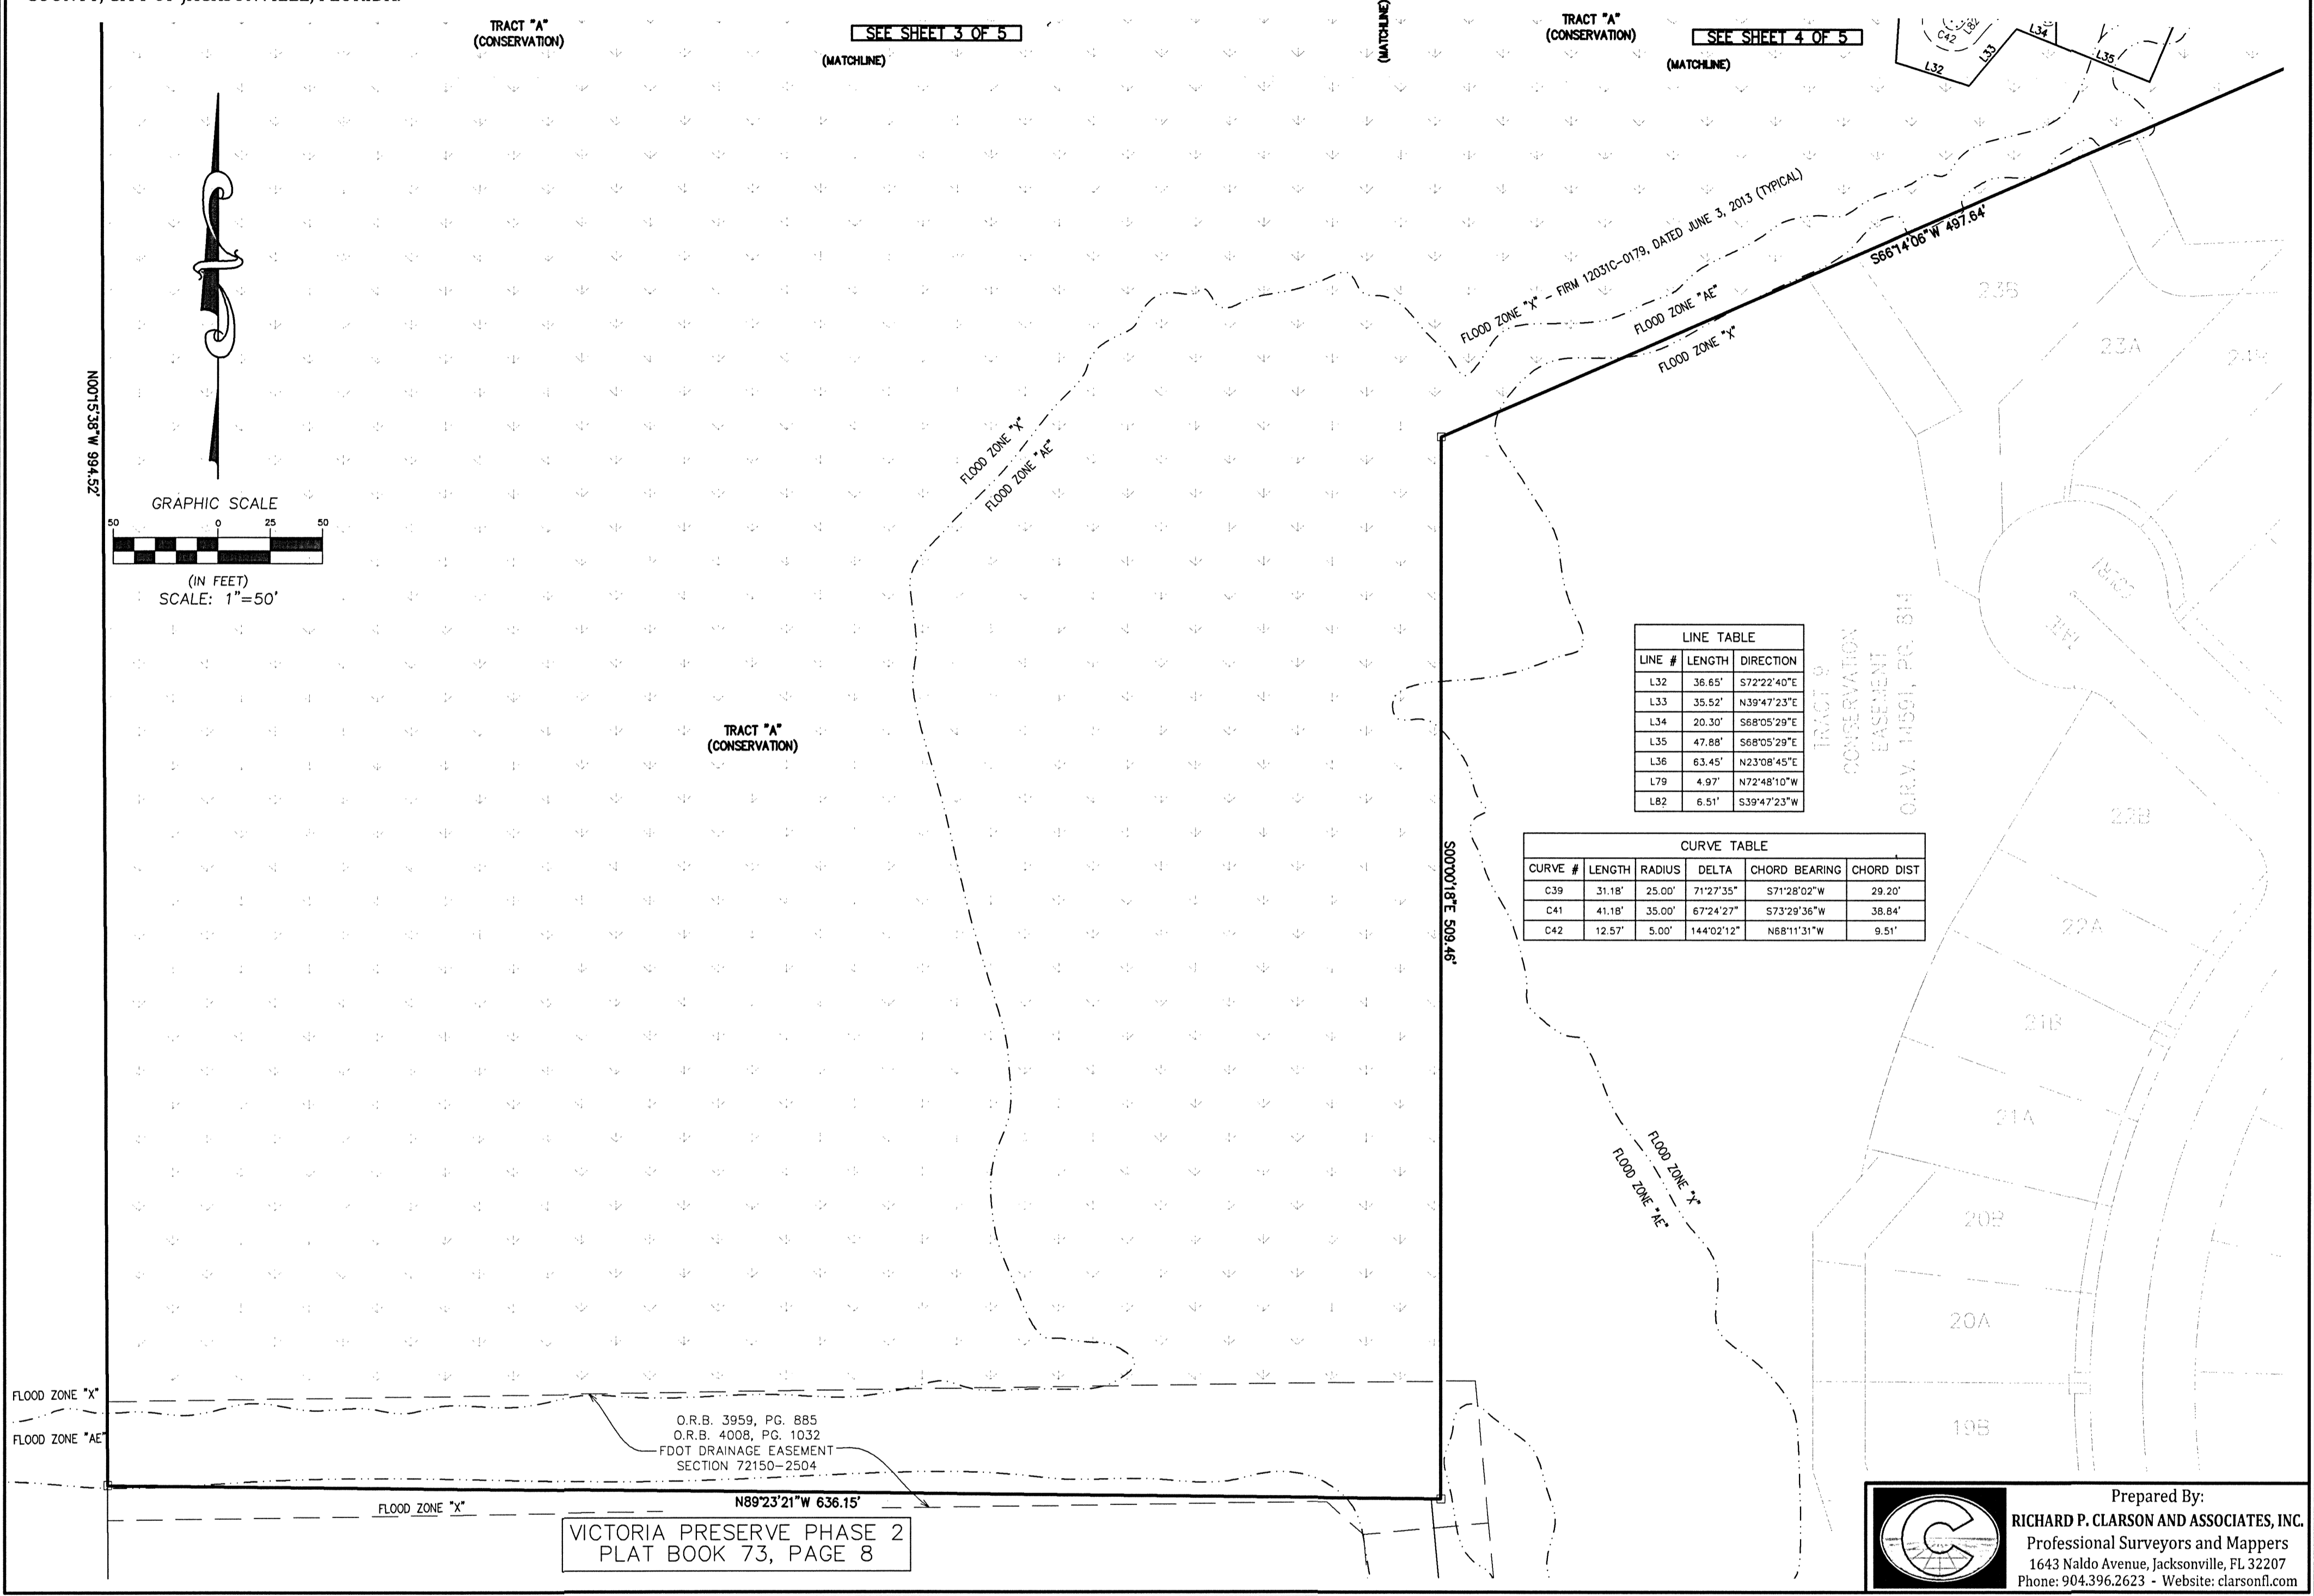 TRACT "A"
(CONSERVATION)
SEE SHEET 3 OF 5
(MATCHLINE)
(MATCHLINE)
TRACT "A"
(CONSERVATION)
SEE SHEET 4 OF 5
(MATCHLINE)
C42
L82
L32
L33
L34
L35
N00°15'38"W 994.52'
GRAPHIC SCALE
50 0 25 50
(IN FEET)
SCALE: 1"=50'
FLOOD ZONE "X" - FIRM 12031C-0179, DATED JUNE 3, 2013 (TYPICAL)
FLOOD ZONE "AE"
FLOOD ZONE "X"
S66°14'06"W 497.64'
FLOOD ZONE "X"
FLOOD ZONE "AE"
23B
23A
24B
TRACT "A"
(CONSERVATION)
LINE TABLE
LINE # LENGTH DIRECTION
L32 36.65' S72°22'40"E
L33 35.52' N39°47'23"E
L34 20.30' S68°05'29"E
L35 47.88' S68°05'29"E
L36 63.45' N23°08'45"E
L79 4.97' N72°48'10"W
L82 6.51' S39°47'23"W
TRACT 9
CONSERVATION
EASEMENT
COURT
22B
S00°00'18"E 509.46'
CURVE TABLE
CURVE # LENGTH RADIUS DELTA CHORD BEARING CHORD DIST
C39 31.18' 25.00' 71°27'35" S71°28'02"W 29.20'
C41 41.18' 35.00' 67°24'27" S73°29'36"W 38.84'
C42 12.57' 5.00' 144°02'12" N68°11'31"W 9.51'
22A
21B
21A
FLOOD ZONE "X"
FLOOD ZONE "AE"
20B
20A
19B
FLOOD ZONE "X"
FLOOD ZONE "AE"
O.R.B. 3959, PG. 885
O.R.B. 4008, PG. 1032
FDOT DRAINAGE EASEMENT
SECTION 72150-2504
FLOOD ZONE "X"
N89°23'21"W 636.15'
VICTORIA PRESERVE PHASE 2
PLAT BOOK 73, PAGE 8
C
Prepared By:
RICHARD P. CLARSON AND ASSOCIATES, INC.
Professional Surveyors and Mappers
1643 Naldo Avenue, Jacksonville, FL 32207
Phone: 904.396.2623 - Website: clarsonfl.com